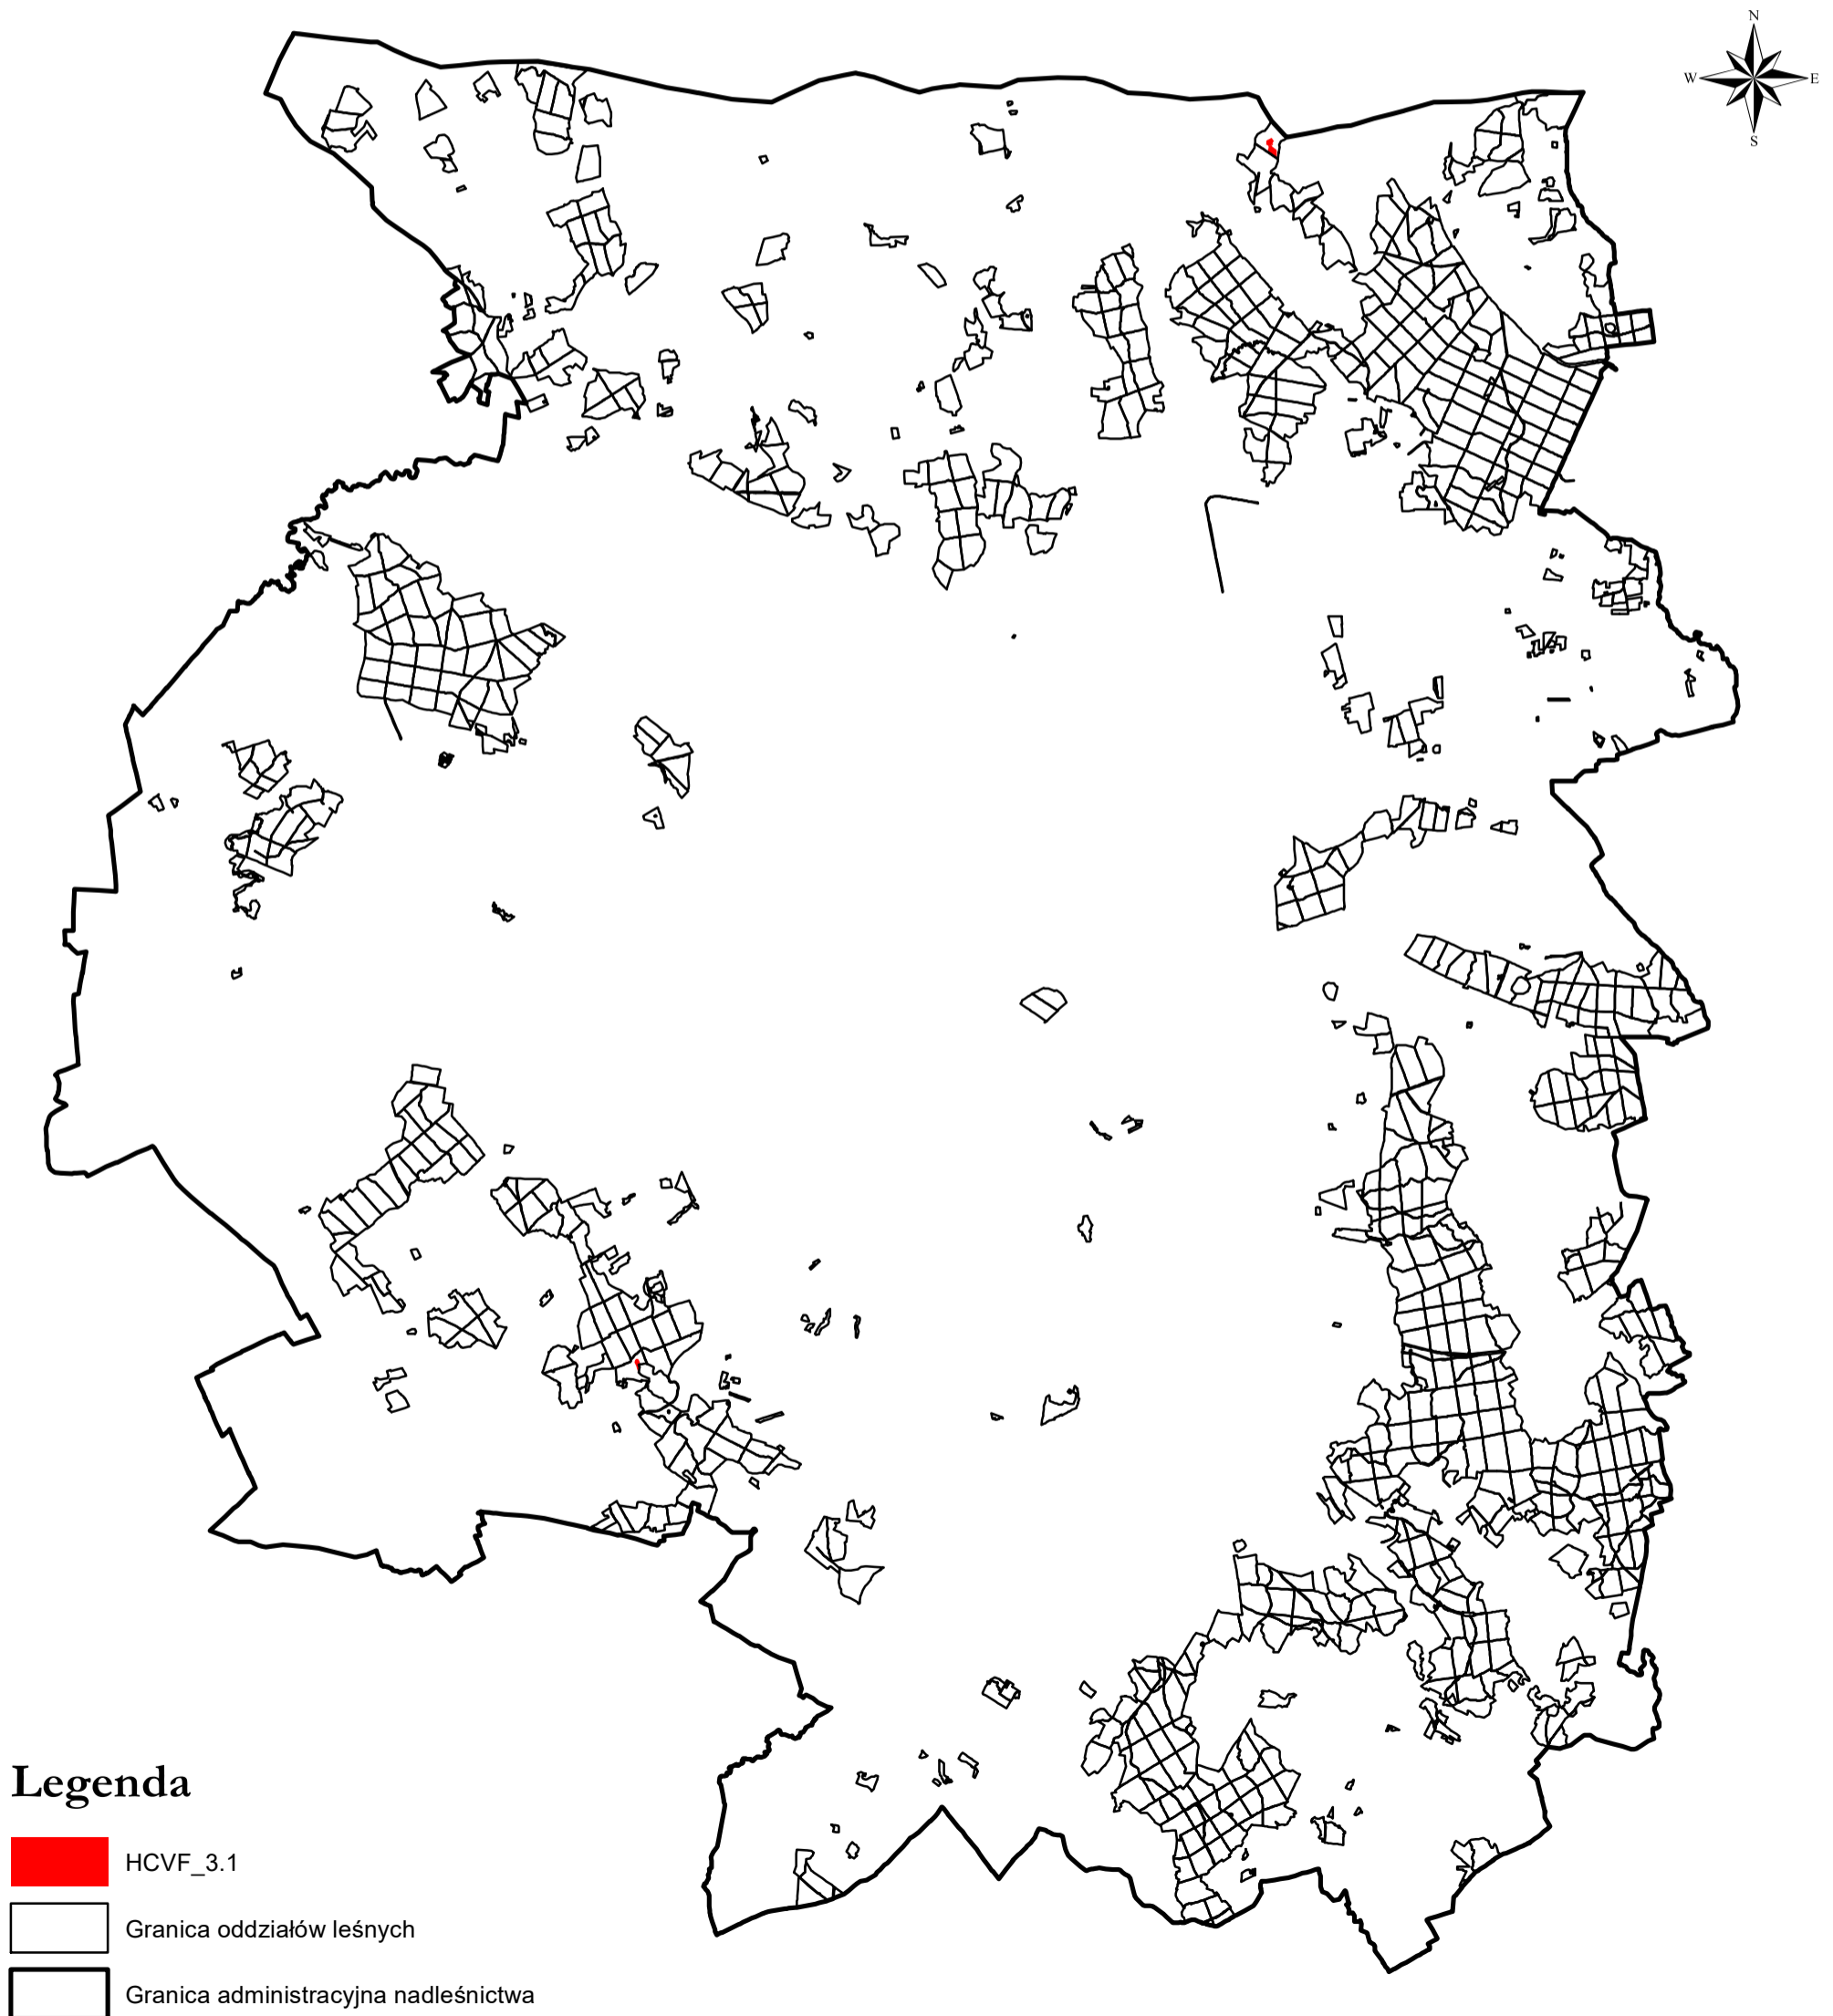 N
W E
S
Legenda
HCVF_3.1
Granica oddziałów leśnych
Granica administracyjna nadleśnictwa